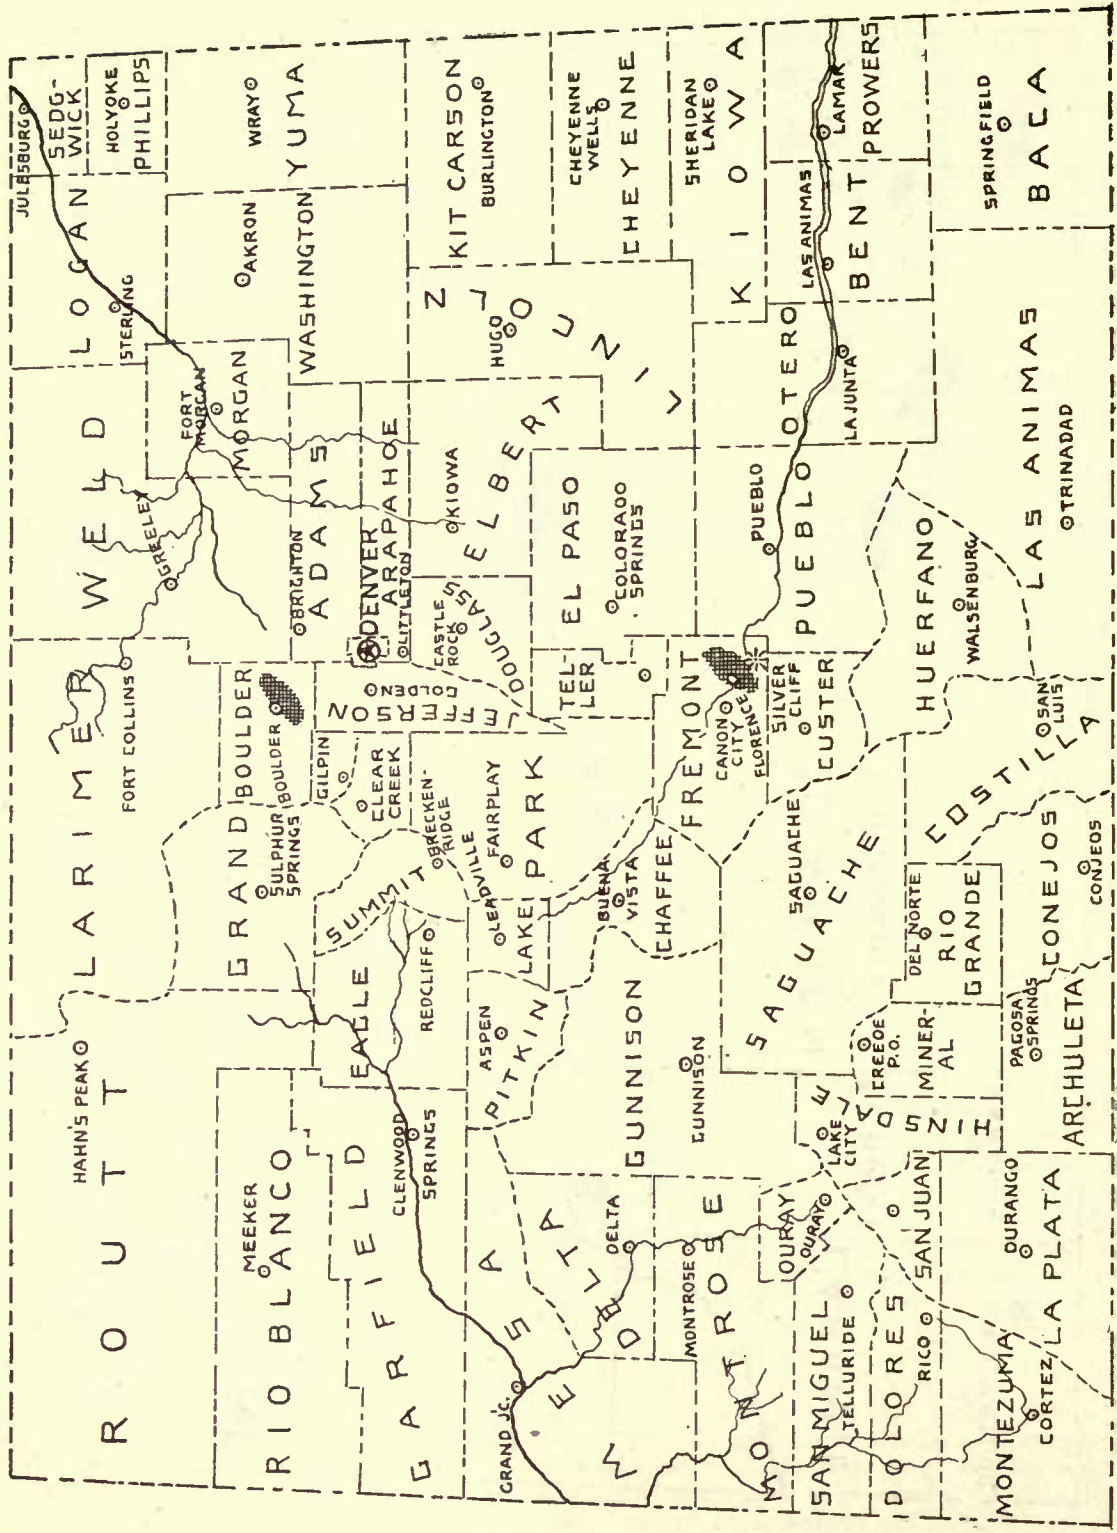 ROUTT
HAHN'S PEAK
LARIMER
FORT COLLINS
WELD
GREELEY
LOGAN
STERLING
JULESBURG
SEDG-
WICK
HOLYOKE
PHILLIPS
RIO BLANCO
MEEKER
GRAND
SULPHUR
SPRINGS
BOULDER
BOULDER
GILPIN
FORT
MORGAN
MORGAN
AKRON
WASHINGTON
WRAY
YUMA
BRIGHTON
ADAMS
DENVER
ARAPAHOE
LITTLETON
GARFIELD
GLENWOOD
SPRINGS
EAGLE
REDCLIFF
SUMMIT
BRECKEN-
RIDGE
CLEAR
CREEK
GOLDEN
JEFFERSON
CASTLE
ROCK
DOUGLASS
KIOWA
ELBERT
HUGO
LINCOLN
KIT CARSON
BURLINGTON
GRAND J'C.
MESA
PITKIN
ASPEN
LEADVILLE
LAKE
FAIRPLAY
PARK
TEL-
LER
EL PASO
COLORADO
SPRINGS
CHEYENNE
WELLS
CHEYENNE
DELTA
DELTA
GUNNISON
GUNNISON
BUENA
VISTA
CHAFFEE
FREMONT
CANON
CITY
FLORENCE
SHERIDAN
LAKE
KIOWA
MONTROSE
MONTROSE
OURAY
OURAY
SAGUACHE
SAGUACHE
SILVER
CLIFF
CUSTER
PUEBLO
PUEBLO
OTERO
LA JUNTA
LAS ANIMAS
BENT
LAMAR
PROWERS
SAN MIGUEL
TELLURIDE
LAKE
CITY
HINSDALE
CREEDE
P.O.
MINER-
AL
DEL NORTE
RIO
GRANDE
COSTILLA
SAN
LUIS
HUERFANO
WALSENBURG
DOLORES
RICO
SAN JUAN
MONTEZUMA
CORTEZ
LA PLATA
DURANGO
ARCHULETA
PAGOSA
SPRINGS
CONEJOS
CONJEOS
LAS ANIMAS
TRINADAD
SPRINGFIELD
BACA